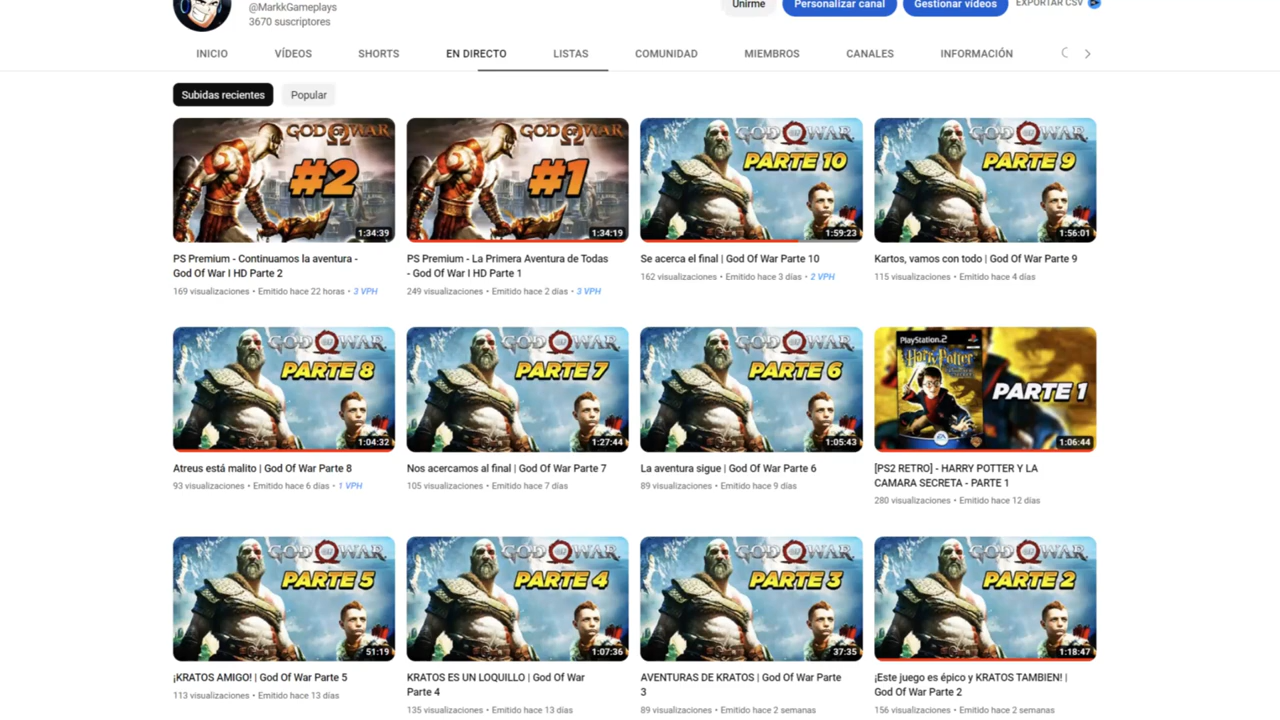 @MarkkGameplays
3670 suscriptores
Unirme
Personalizar canal
Gestionar vídeos
EXPORTAR CSV
INICIO
VÍDEOS
SHORTS
EN DIRECTO
LISTAS
COMUNIDAD
MIEMBROS
CANALES
INFORMACIÓN
Subidas recientes
Popular
GOD OF WAR
#2
1:34:39
GOD OF WAR
#1
1:34:19
GOD OF WAR
PARTE 10
1:59:23
GOD OF WAR
PARTE 9
1:56:01
PS Premium - Continuamos la aventura -
God Of War I HD Parte 2
169 visualizaciones • Emitido hace 22 horas • 3 VPH
PS Premium - La Primera Aventura de Todas
- God Of War I HD Parte 1
249 visualizaciones • Emitido hace 2 días • 3 VPH
Se acerca el final | God Of War Parte 10
162 visualizaciones • Emitido hace 3 días • 2 VPH
Kartos, vamos con todo | God Of War Parte 9
115 visualizaciones • Emitido hace 4 días
GOD OF WAR
PARTE 8
1:04:32
GOD OF WAR
PARTE 7
1:27:44
GOD OF WAR
PARTE 6
1:05:43
PlayStation.2
Harry Potter
EA
PARTE 1
1:06:44
Atreus está malito | God Of War Parte 8
93 visualizaciones • Emitido hace 6 días • 1 VPH
Nos acercamos al final | God Of War Parte 7
105 visualizaciones • Emitido hace 7 días
La aventura sigue | God Of War Parte 6
89 visualizaciones • Emitido hace 9 días
[PS2 RETRO] - HARRY POTTER Y LA
CAMARA SECRETA - PARTE 1
280 visualizaciones • Emitido hace 12 días
GOD OF WAR
PARTE 5
51:19
GOD OF WAR
PARTE 4
1:07:36
GOD OF WAR
PARTE 3
37:35
GOD OF WAR
PARTE 2
1:18:47
¡KRATOS AMIGO! | God Of War Parte 5
113 visualizaciones • Emitido hace 13 días
KRATOS ES UN LOQUILLO | God Of War
Parte 4
135 visualizaciones • Emitido hace 13 días
AVENTURAS DE KRATOS | God Of War Parte
3
89 visualizaciones • Emitido hace 2 semanas
¡Este juego es épico y KRATOS TAMBIEN! |
God Of War Parte 2
156 visualizaciones • Emitido hace 2 semanas